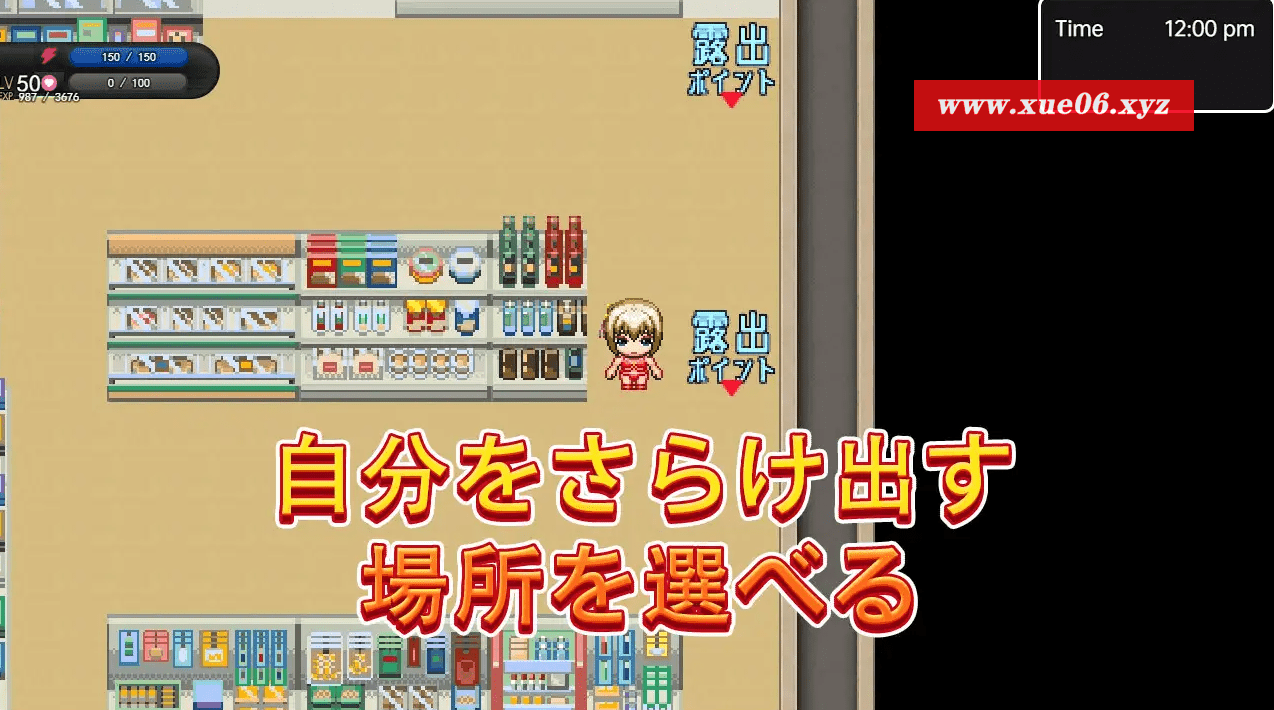 露出
ポイント
Time 12:00 pm
150 / 150
LV 50
0 / 100
EXP 987 / 3676
www.xue06.xyz
露出
ポイント
自分をさらけ出す
場所を選べる